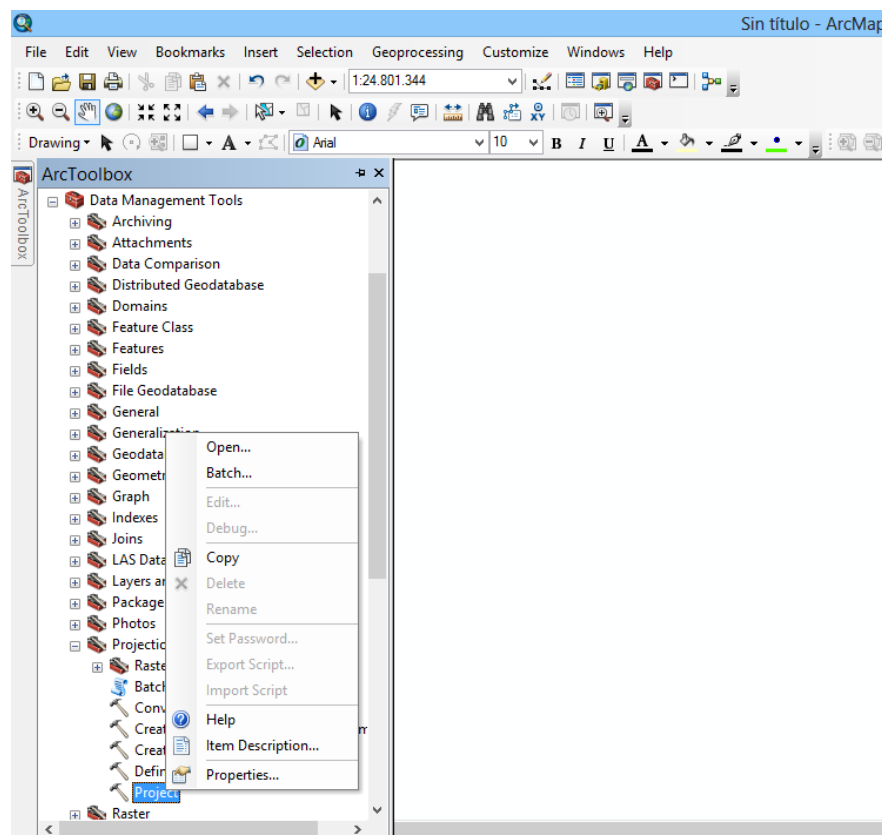 Sin título - ArcMap
File Edit View Bookmarks Insert Selection Geoprocessing Customize Windows Help
1:24.801.344
Drawing A Arial 10 B I U A
ArcToolbox
ArcToolbox
Data Management Tools
Archiving
Attachments
Data Comparison
Distributed Geodatabase
Domains
Feature Class
Features
Fields
File Geodatabase
General
Generalization
Geodata
Geometr
Graph
Indexes
Joins
LAS Data
Layers ar
Package
Photos
Projectio
Raste
Batch
Conv
Creat m
Creat
Defin
Project
Raster
Open...
Batch...
Edit...
Debug...
Copy
Delete
Rename
Set Password...
Export Script...
Import Script
Help
Item Description...
Properties...